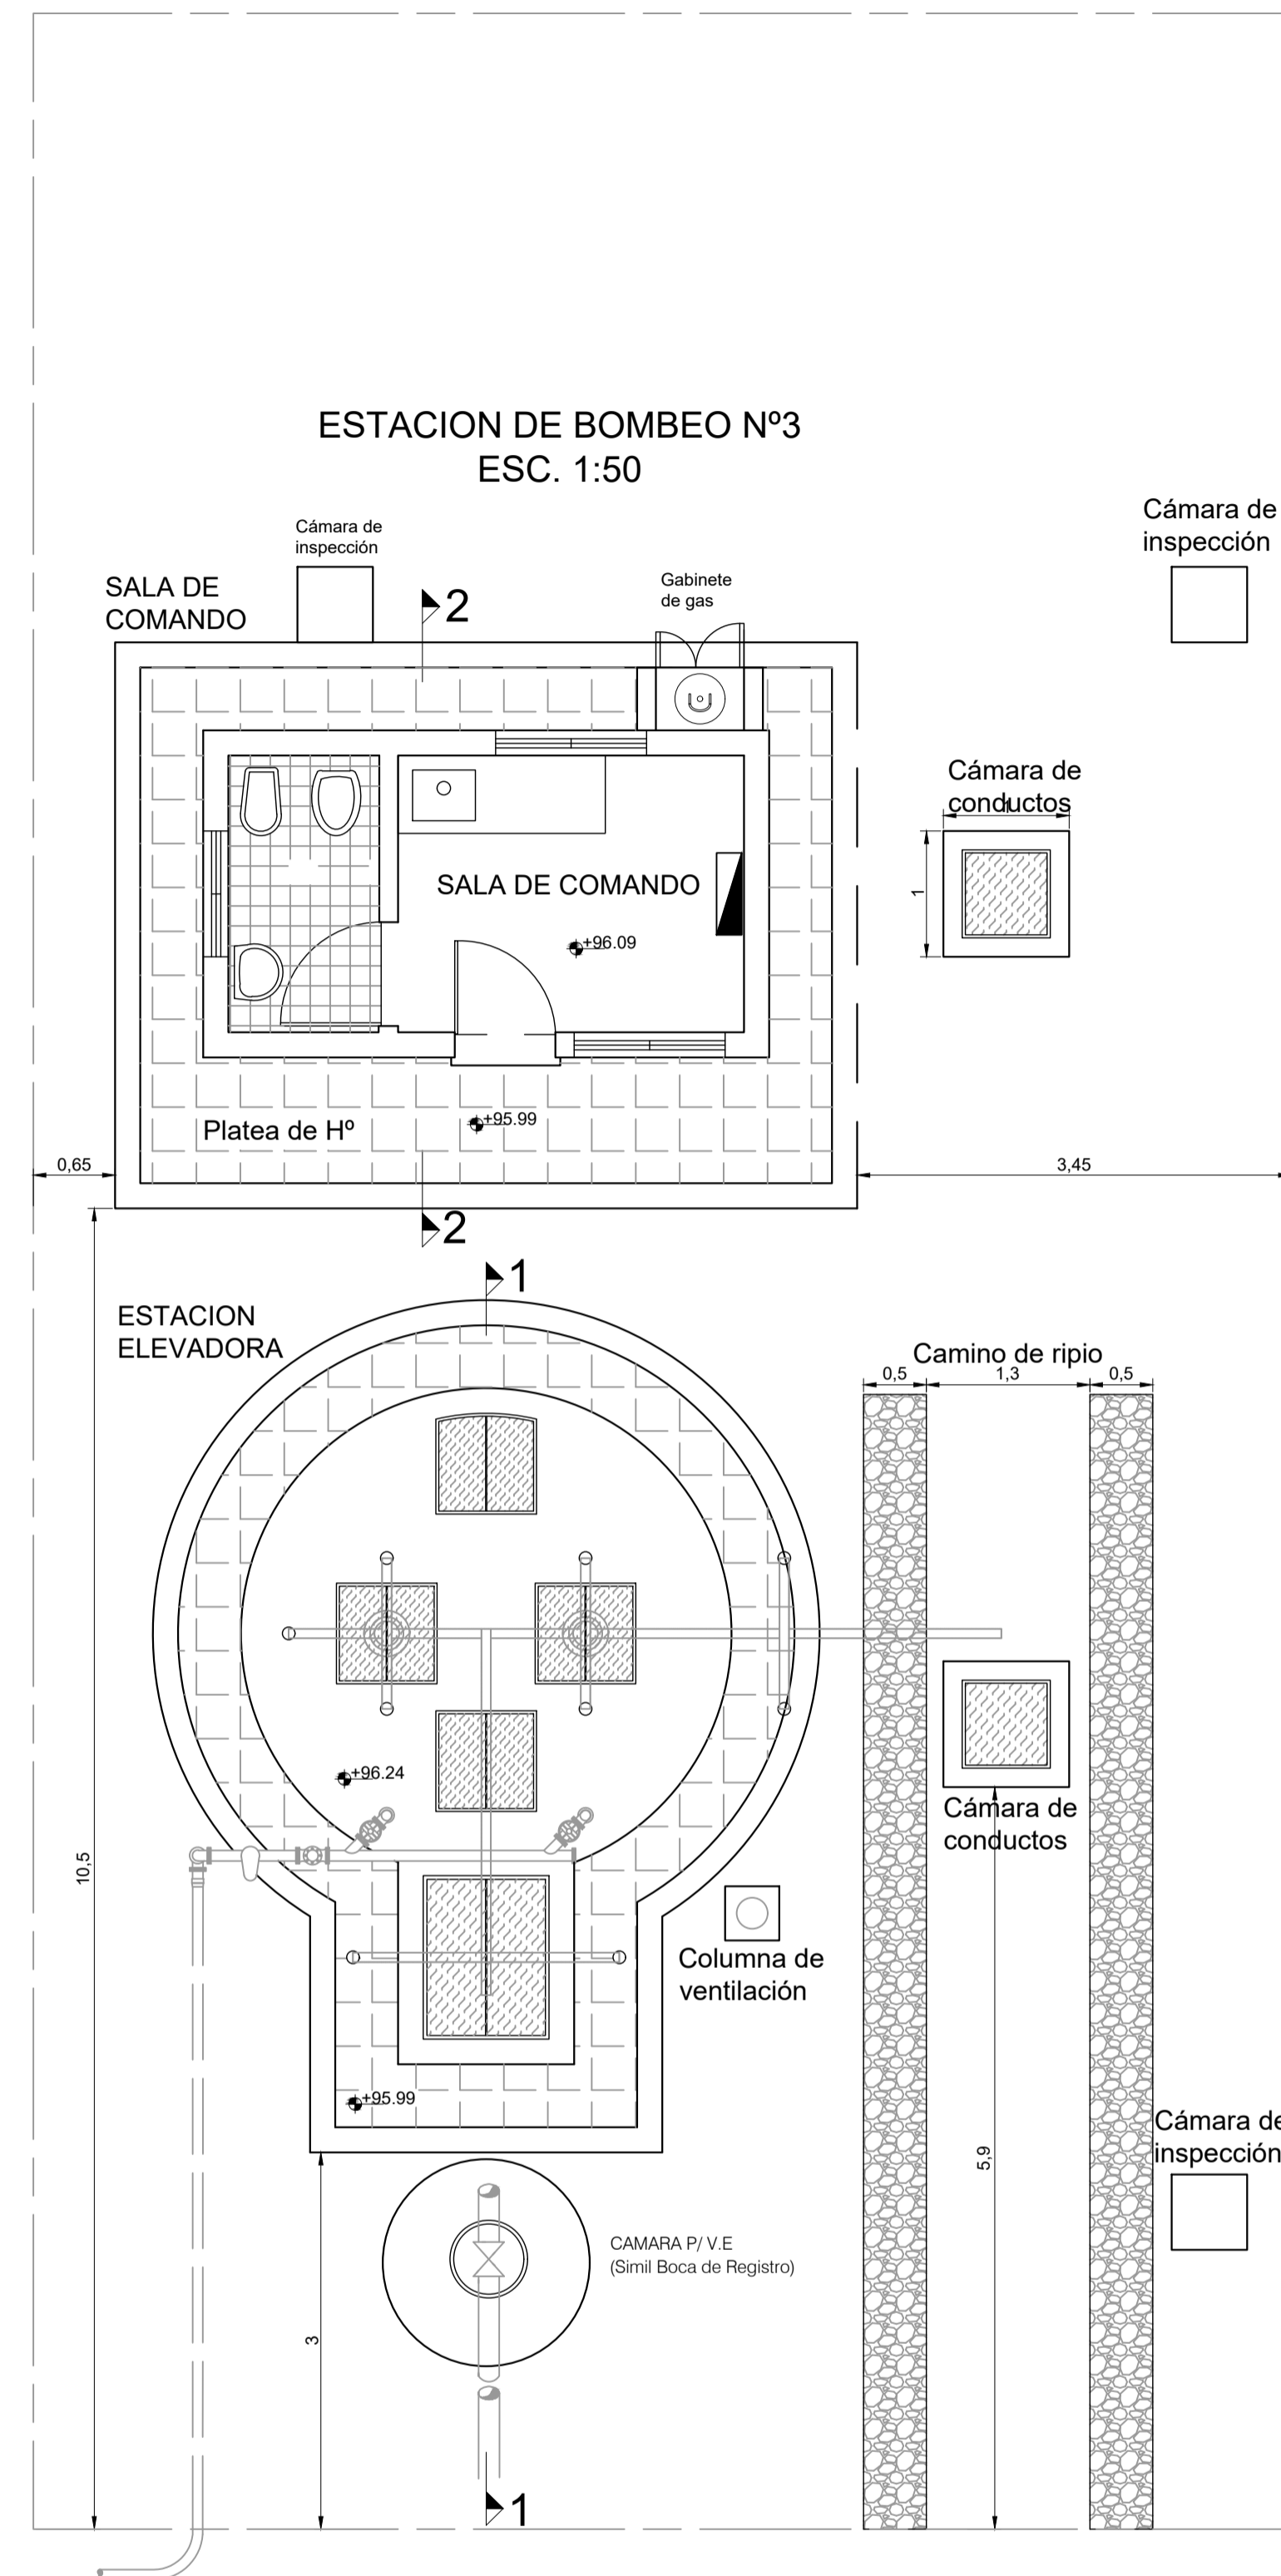 ESTACION DE BOMBEO Nº3
ESC. 1:50
Cámara de
inspección
Cámara de
inspección
SALA DE
COMANDO
2
Gabinete
de gas
Cámara de
conductos
1
1
SALA DE COMANDO
+96.09
+95.99
Platea de Hº
0,65
3,45
2
1
ESTACION
ELEVADORA
Camino de ripio
0,5
1,3
0,5
+96.24
Cámara de
conductos
10,5
Columna de
ventilación
+95.99
Cámara de
inspección
5,9
CAMARA P/ V.E
(Simil Boca de Registro)
3
1